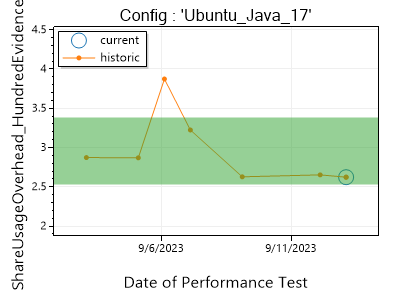 Config : 'Ubuntu_Java_17'
ShareUsageOverhead_HundredEvidence
4.5
4
3.5
3
2.5
2
current
historic
9/6/2023
9/11/2023
Date of Performance Test